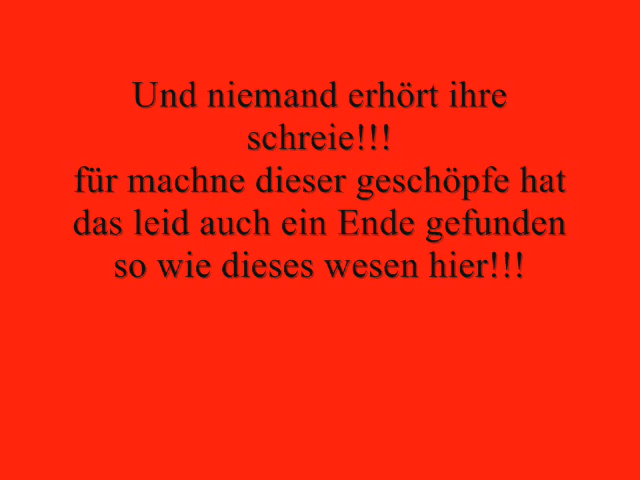 Und niemand erhört ihre
schreie!!!
für machne dieser geschöpfe hat
das leid auch ein Ende gefunden
so wie dieses wesen hier!!!